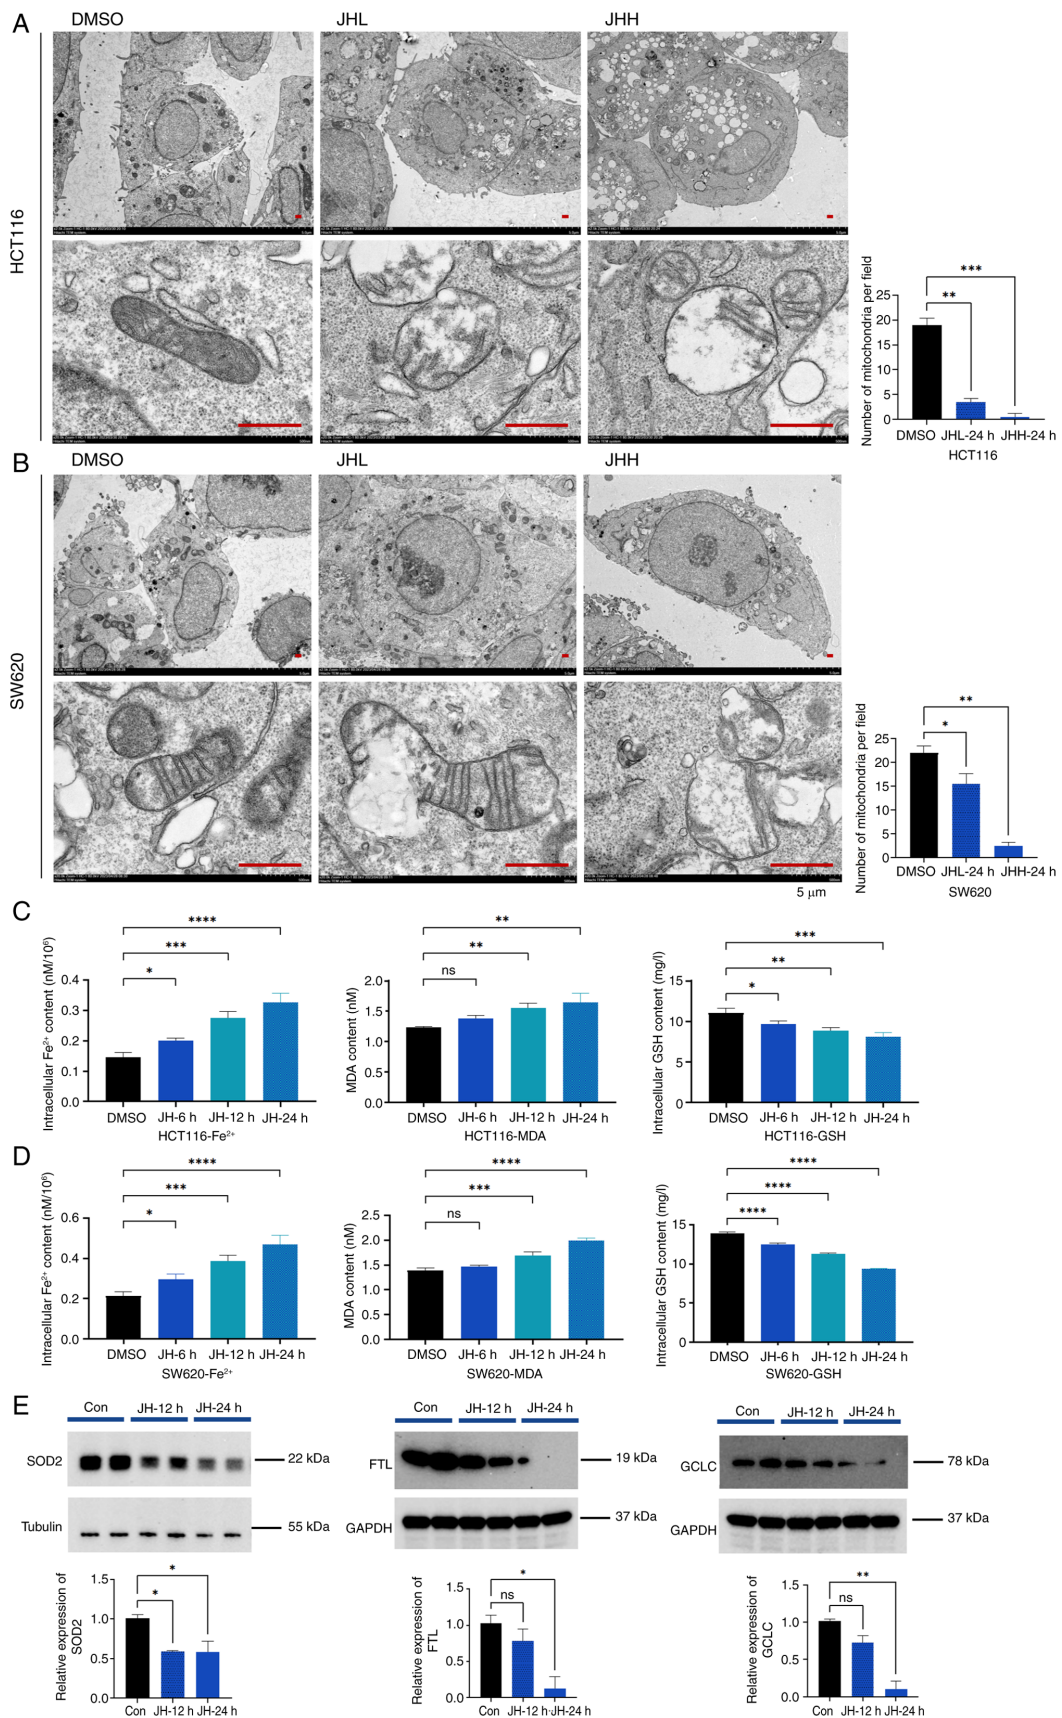 A
DMSO
JHL
JHH
HCT116
Number of mitochondria per field
25
20
15
10
5
0
**
***
DMSO
JHL-24 h
JHH-24 h
HCT116
B
DMSO
JHL
JHH
SW620
5 μm
Number of mitochondria per field
25
20
15
10
5
0
*
**
DMSO
JHL-24 h
JHH-24 h
SW620
C
Intracellular Fe²⁺ content (nM/10⁶)
0.4
0.3
0.2
0.1
0.0
*
***
****
DMSO
JH-6 h
JH-12 h
JH-24 h
HCT116-Fe²⁺
MDA content (nM)
2.0
1.5
1.0
0.5
0.0
ns
**
**
DMSO
JH-6 h
JH-12 h
JH-24 h
HCT116-MDA
Intracellular GSH content (mg/l)
15
10
5
0
*
**
***
DMSO
JH-6 h
JH-12 h
JH-24 h
HCT116-GSH
D
Intracellular Fe²⁺ content (nM/10⁶)
0.6
0.4
0.2
0.0
*
***
****
DMSO
JH-6 h
JH-12 h
JH-24 h
SW620-Fe²⁺
MDA content (nM)
2.5
2.0
1.5
1.0
0.5
0.0
ns
***
****
DMSO
JH-6 h
JH-12 h
JH-24 h
SW620-MDA
Intracellular GSH content (mg/l)
15
10
5
0
****
****
****
DMSO
JH-6 h
JH-12 h
JH-24 h
SW620-GSH
E
Con
JH-12 h
JH-24 h
SOD2
22 kDa
Tubulin
55 kDa
Relative expression of
SOD2
1.5
1.0
0.5
0.0
*
*
Con
JH-12 h
JH-24 h
Con
JH-12 h
JH-24 h
FTL
19 kDa
GAPDH
37 kDa
Relative expression of
FTL
1.5
1.0
0.5
0.0
ns
*
Con
JH-12 h
JH-24 h
Con
JH-12 h
JH-24 h
GCLC
78 kDa
GAPDH
37 kDa
Relative expression of
GCLC
1.5
1.0
0.5
0.0
ns
**
Con
JH-12 h
JH-24 h